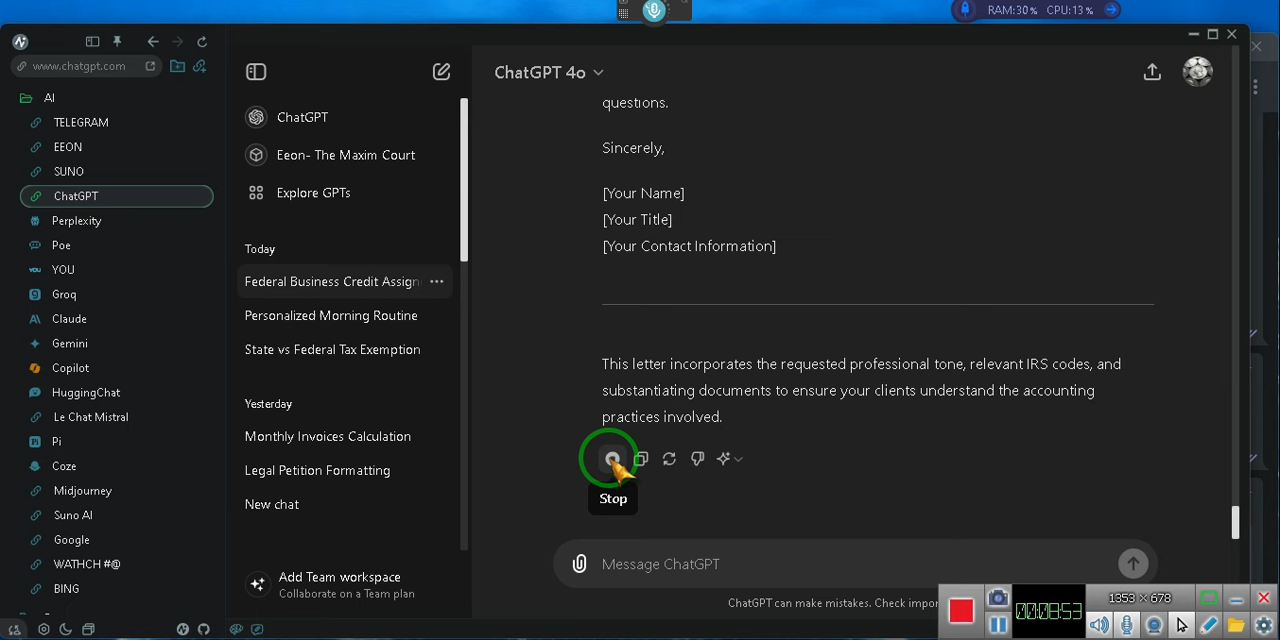 RAM:30% CPU:13%
www.chatgpt.com
AI
TELEGRAM
EEON
SUNO
ChatGPT
Perplexity
Poe
YOU
Groq
Claude
Gemini
Copilot
HuggingChat
Le Chat Mistral
Pi
Coze
Midjourney
Suno AI
Google
WATHCH #@
BING
ChatGPT
Eeon- The Maxim Court
Explore GPTs
Today
Federal Business Credit Assign
Personalized Morning Routine
State vs Federal Tax Exemption
Yesterday
Monthly Invoices Calculation
Legal Petition Formatting
New chat
Add Team workspace
Collaborate on a Team plan
ChatGPT 4o
questions.
Sincerely,
[Your Name]
[Your Title]
[Your Contact Information]
This letter incorporates the requested professional tone, relevant IRS codes, and
substantiating documents to ensure your clients understand the accounting
practices involved.
Stop
Message ChatGPT
ChatGPT can make mistakes. Check impor
1353 × 678
00:08:53